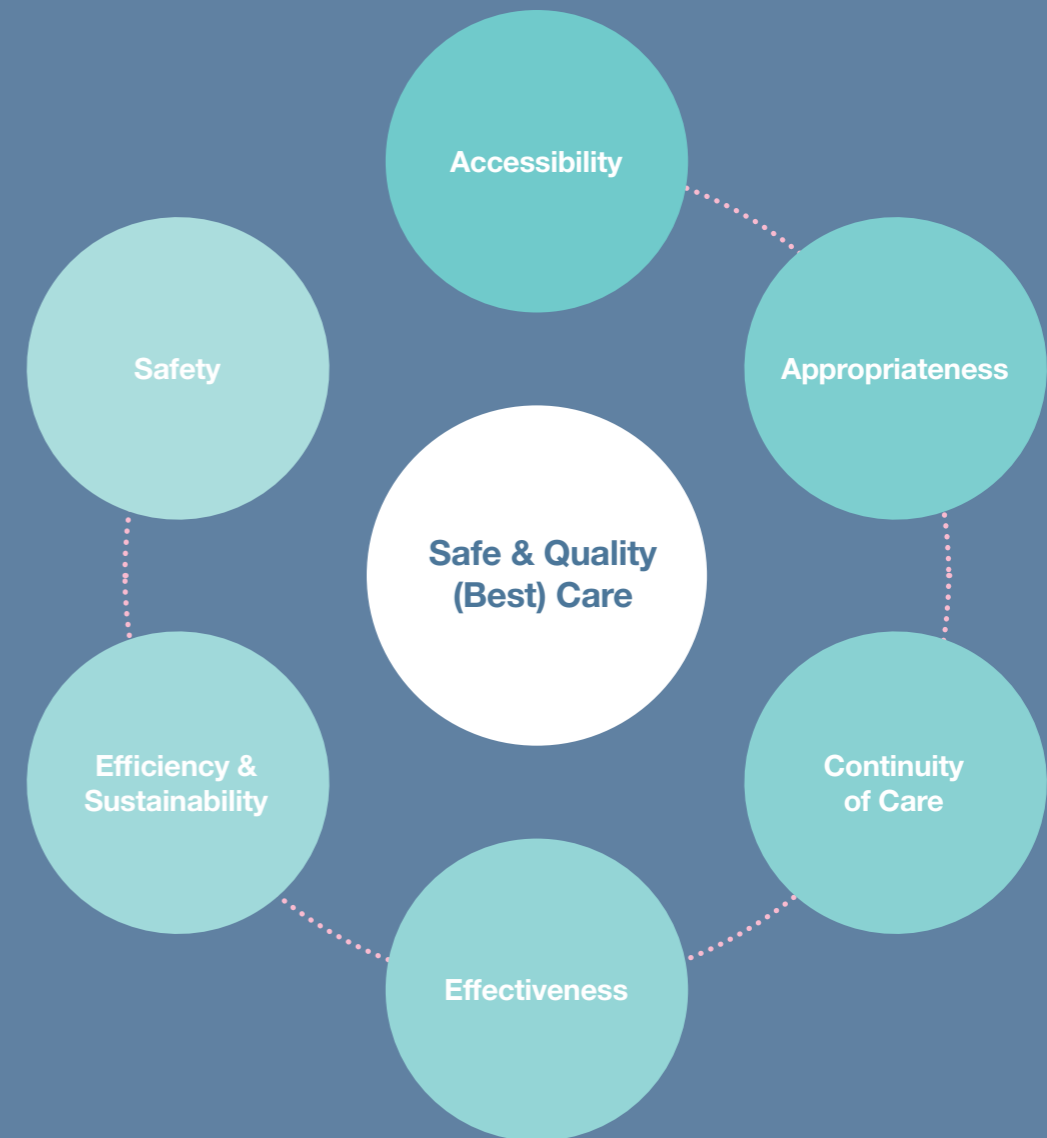 Accessibility
Appropriateness
Continuity
of Care
Effectiveness
Efficiency &
Sustainability
Safety
Safe & Quality
(Best) Care